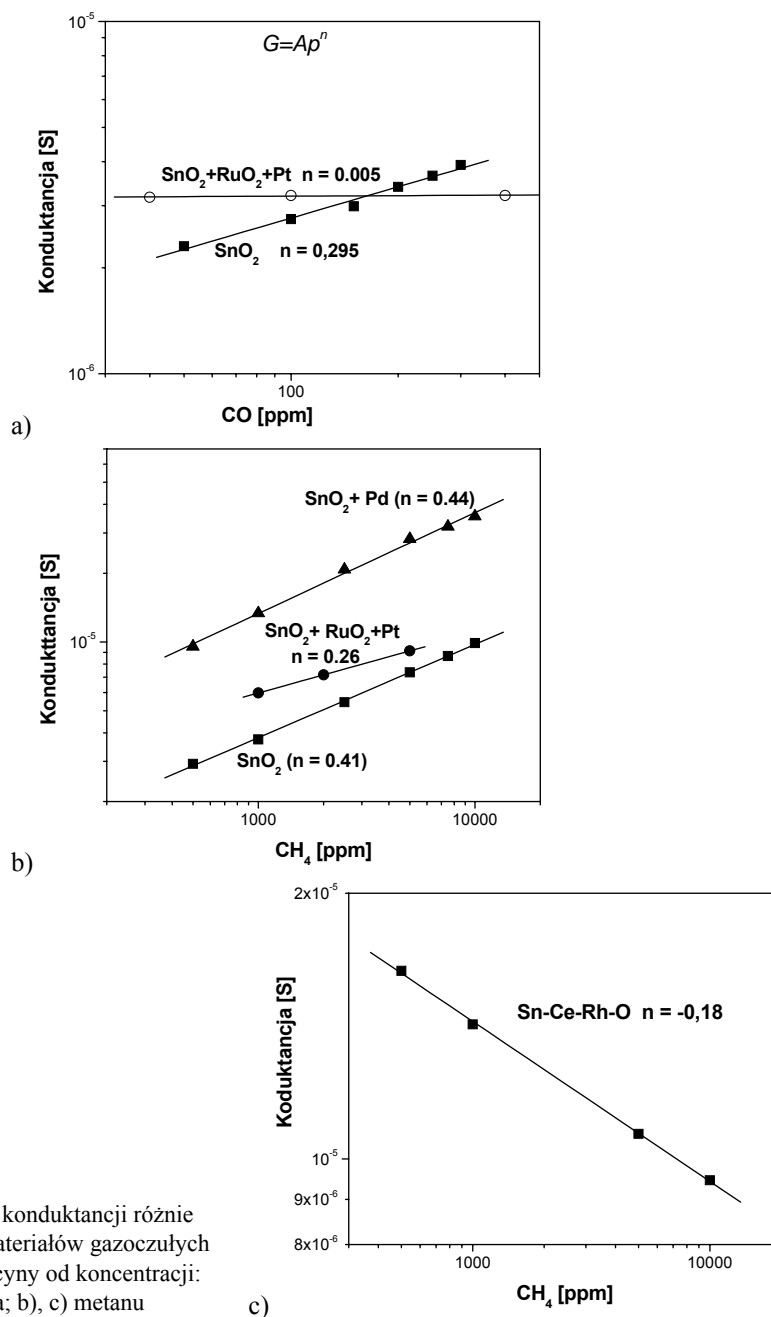 10⁻⁵
G=Apⁿ
SnO₂+RuO₂+Pt n = 0.005
SnO₂ n = 0,295
Konduktancja [S]
10⁻⁶
100
CO [ppm]
a)
SnO₂+ Pd (n = 0.44)
Kondukttancja [S]
10⁻⁵
SnO₂+ RuO₂+Pt
n = 0.26
SnO₂ (n = 0.41)
1000
10000
CH₄ [ppm]
b)
2x10⁻⁵
Koduktancja [S]
Sn-Ce-Rh-O n = -0,18
10⁻⁵
9x10⁻⁶
8x10⁻⁶
1000
10000
CH₄ [ppm]
c)
konduktancji różnie
ateriałów gazoczułych
cyny od koncentracji:
a; b), c) metanu